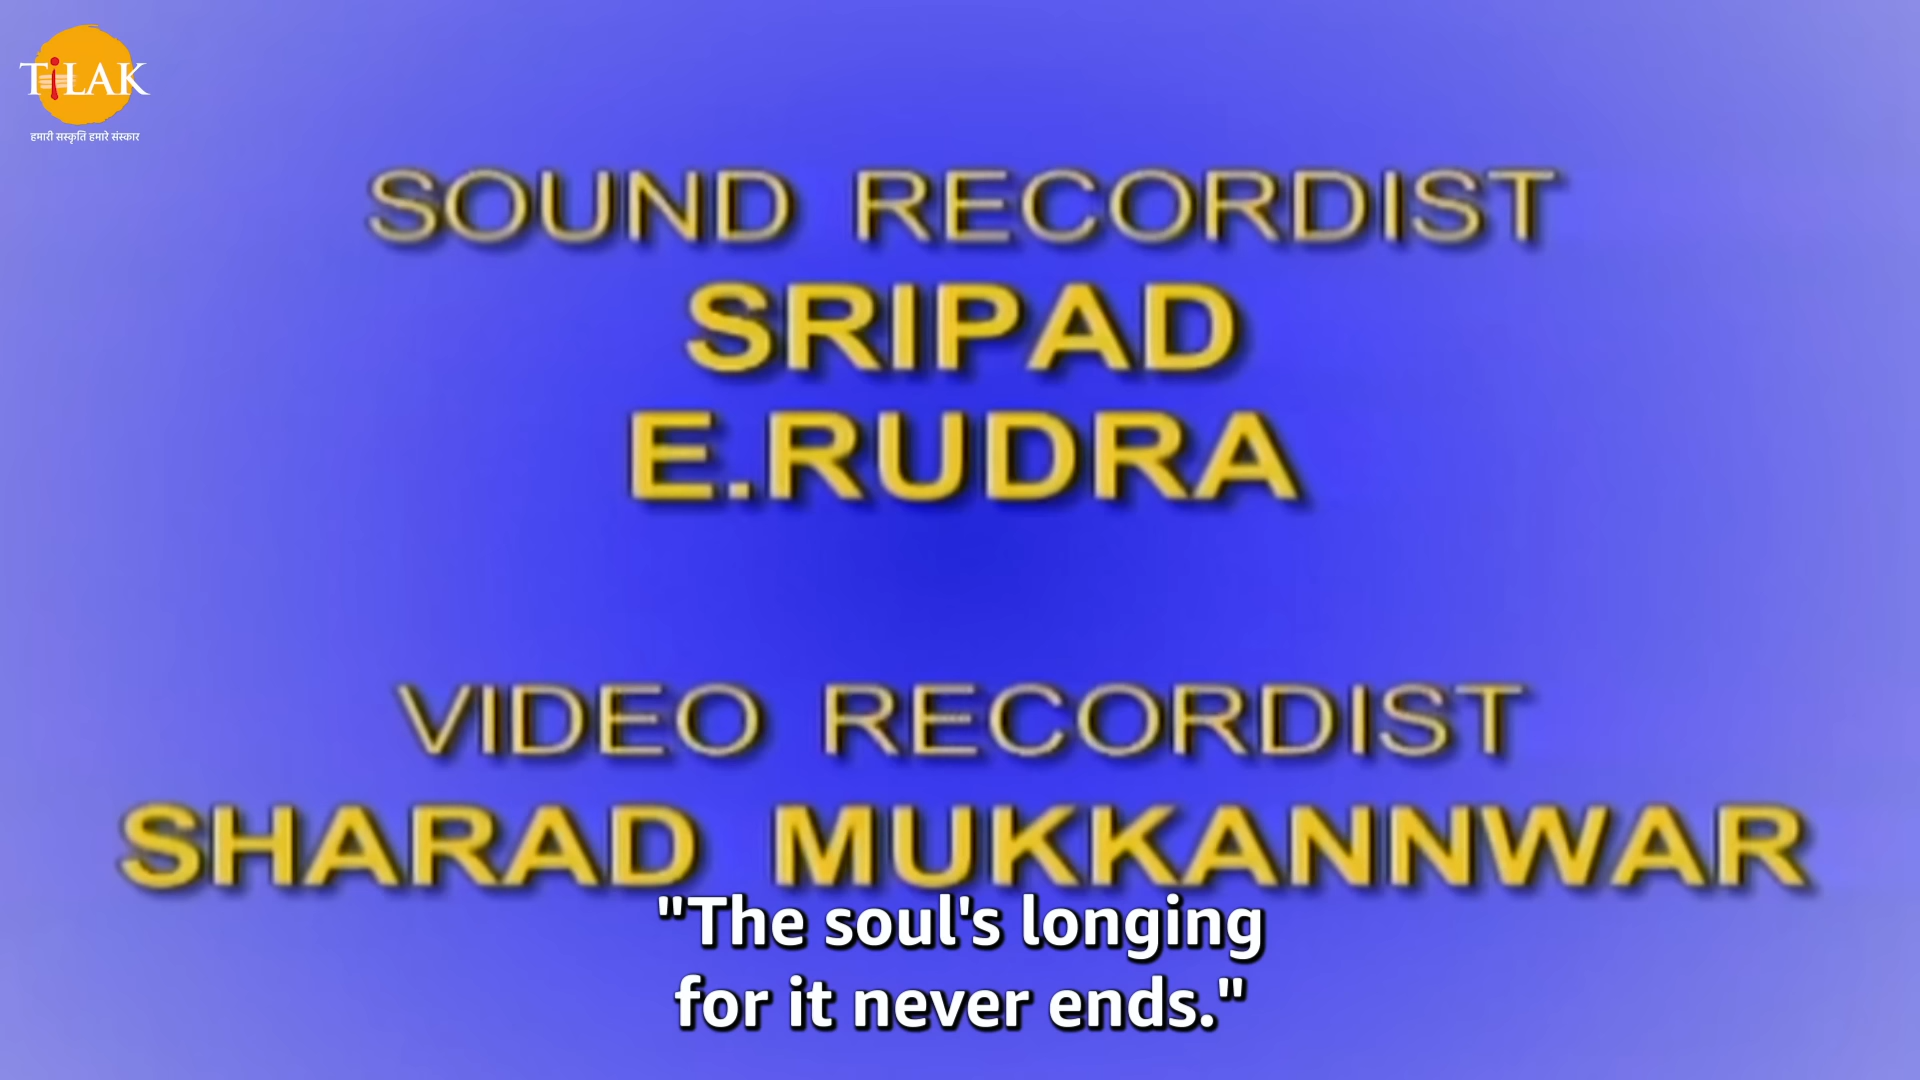 TiLAK
हमारी सस्कृति हमारे संस्कार
SOUND RECORDIST
SRIPAD
E.RUDRA
VIDEO RECORDIST
SHARAD MUKKANNWAR
"The soul's longing
for it never ends."